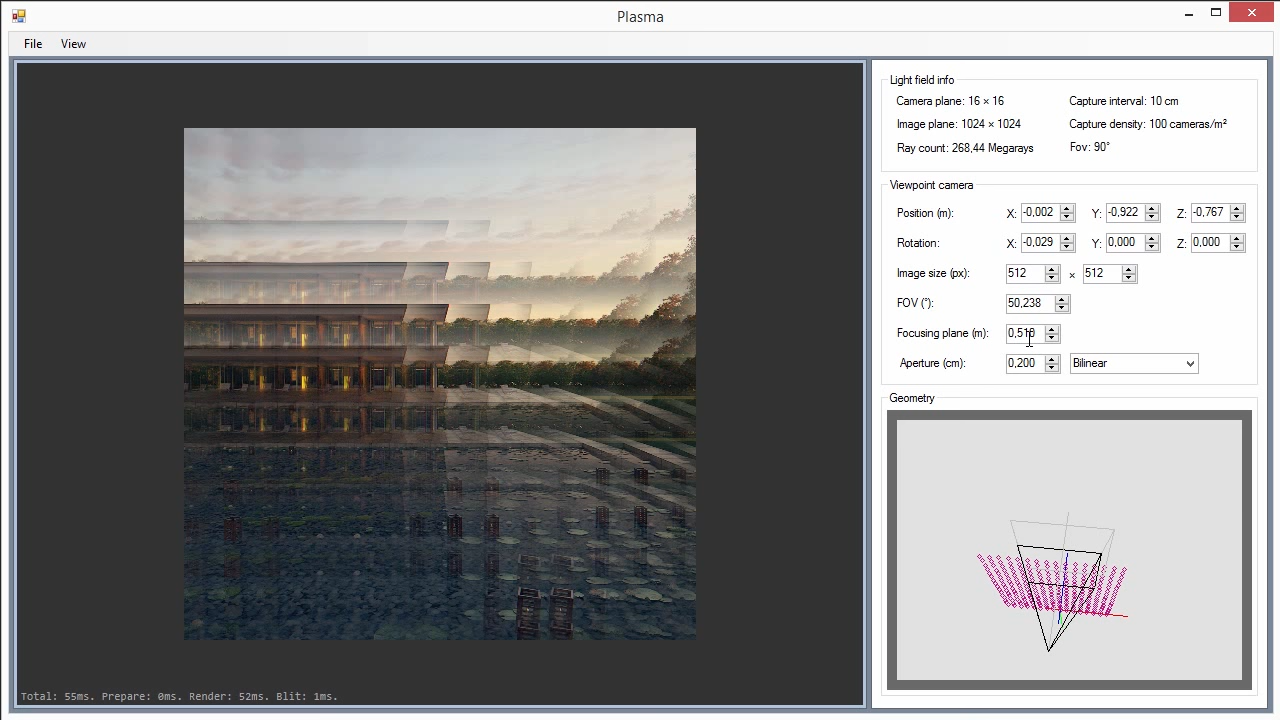 Plasma
File View
Light field info
Camera plane: 16 × 16 Capture interval: 10 cm
Image plane: 1024 × 1024 Capture density: 100 cameras/m²
Ray count: 268,44 Megarays Fov: 90°
Viewpoint camera
Position (m): X: -0,002 Y: -0,922 Z: -0,767
Rotation: X: -0,029 Y: 0,000 Z: 0,000
Image size (px): 512 × 512
FOV (°): 50,238
Focusing plane (m):
Aperture (cm): 0,200 Bilinear
Geometry
Total: 55ms. Prepare: 0ms. Render: 52ms. Blit: 1ms.